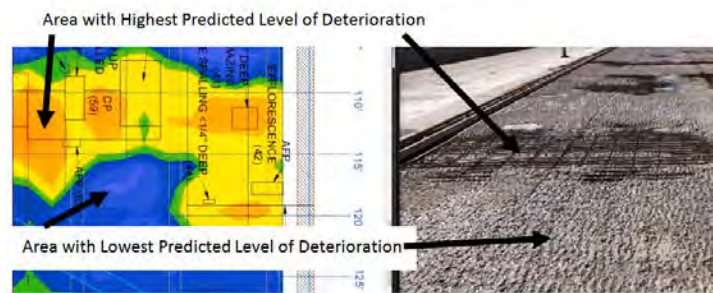 Area with Highest Predicted Level of Deterioration
DEEP
EFFLORESCENCE
(42)
CP
(59)
E SPALLING <1/4" DEEP
110'
115'
120'
125'
Area with Lowest Predicted Level of Deterioration